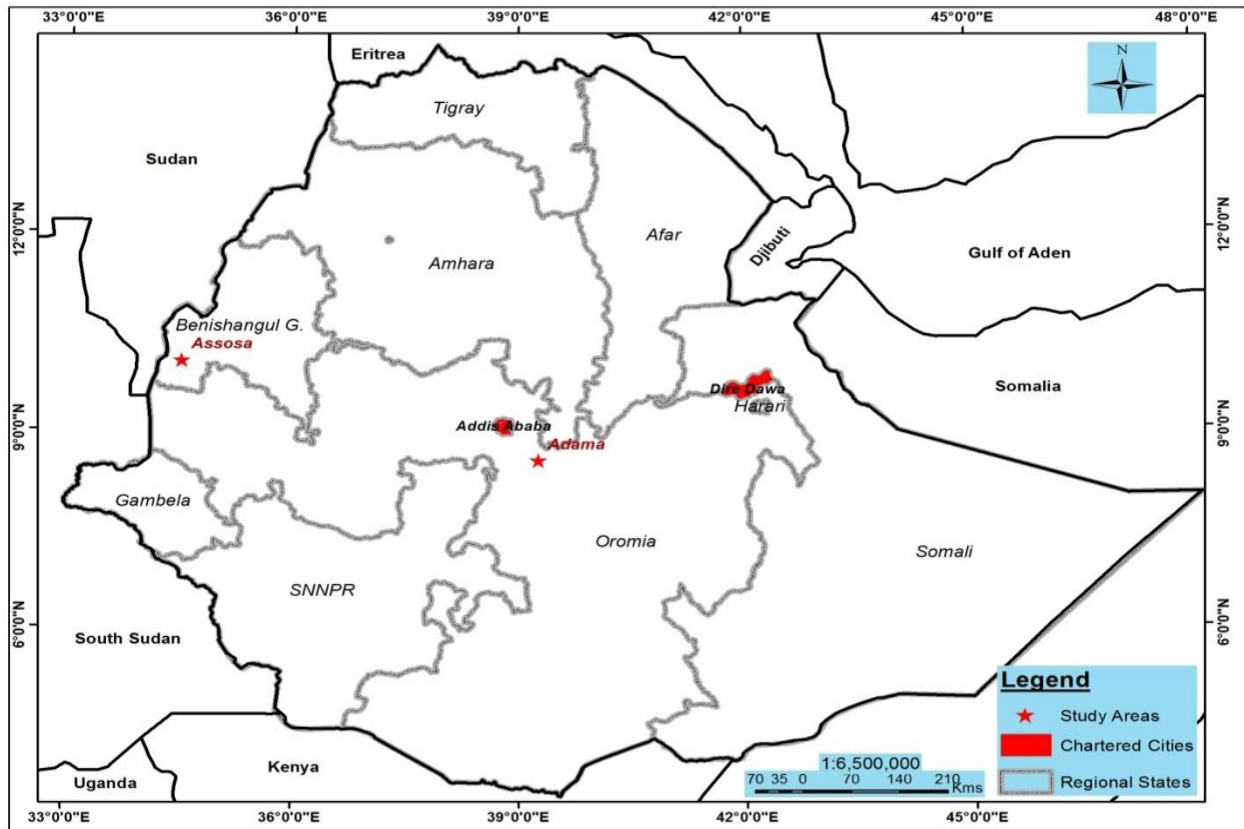 33°0'0"E 36°0'0"E 39°0'0"E 42°0'0"E 45°0'0"E 48°0'0"E
Eritrea
N
Tigray
Sudan
12°0'0"N
12°0'0"N
Afar
Djibuti
Amhara
Gulf of Aden
Benishangul G.
Assosa
Somalia
Dire Dawa
Harari
9°0'0"N
Addis Ababa
9°0'0"N
Adama
Gambela
Oromia
Somali
SNNPR
6°0'0"N
South Sudan
6°0'0"N
Legend
Study Areas
Chartered Cities
Regional States
1:6,500,000
70 35 0 70 140 210
Kms
Kenya
Uganda
33°0'0"E 36°0'0"E 39°0'0"E 42°0'0"E 45°0'0"E